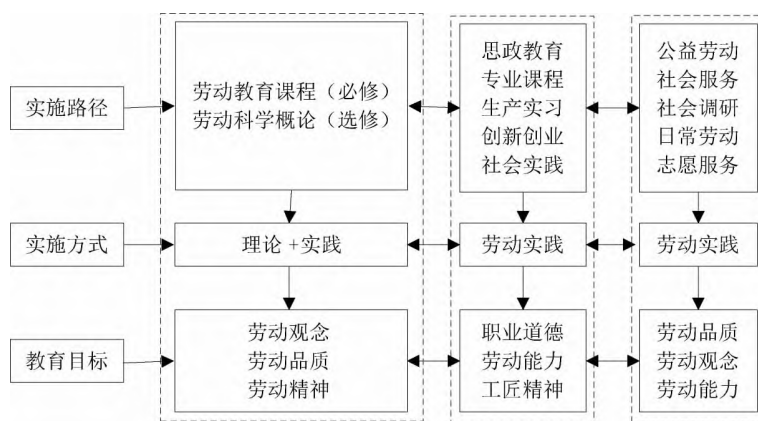 实施路径
劳动教育课程（必修）
劳动科学概论（选修）
思政教育
专业课程
生产实习
创新创业
社会实践
公益劳动
社会服务
社会调研
日常劳动
志愿服务
实施方式
理论+实践
劳动实践
劳动实践
教育目标
劳动观念
劳动品质
劳动精神
职业道德
劳动能力
工匠精神
劳动品质
劳动观念
劳动能力